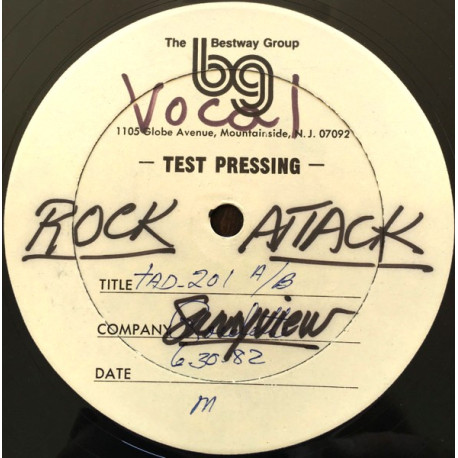 The Bestway Group
bg
Vocal
1105 Globe Avenue, Mountainside, N.J. 07092
— TEST PRESSING —
ROCK ATTACK
TITLE TAD-201 A/B
COMPANY Sunnyview
6-30-82
DATE
M